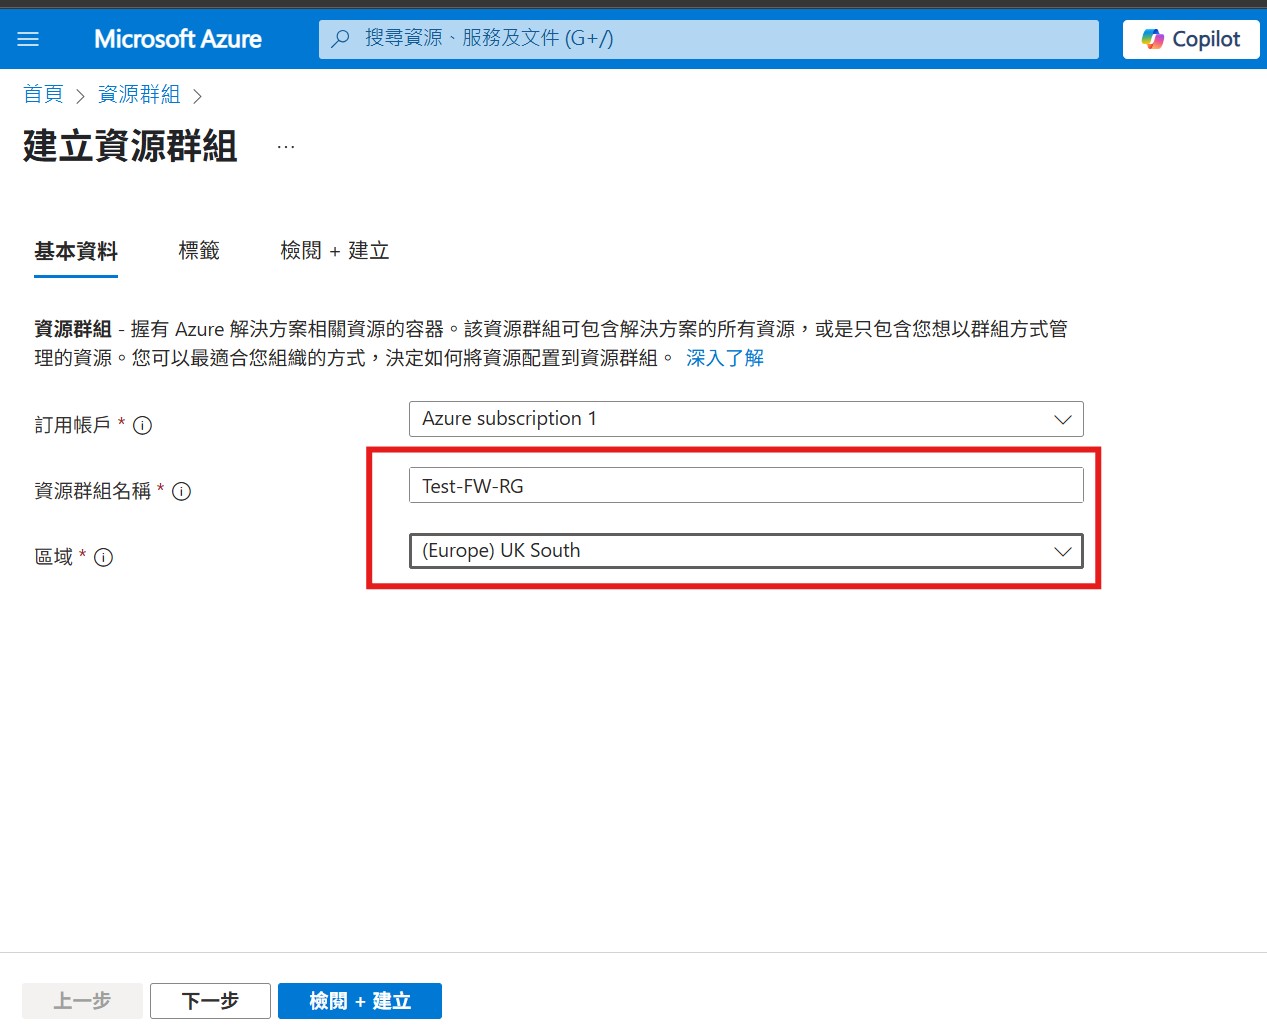 Microsoft Azure
搜尋資源、服務及文件 (G+/)
Copilot
首頁 > 資源群組 >
建立資源群組 ...
基本資料 標籤 檢閱 + 建立
資源群組 - 握有 Azure 解決方案相關資源的容器。該資源群組可包含解決方案的所有資源，或是只包含您想以群組方式管
理的資源。您可以最適合您組織的方式，決定如何將資源配置到資源群組。 深入了解
訂用帳戶 * Azure subscription 1
資源群組名稱 * Test-FW-RG
區域 * (Europe) UK South
上一步 下一步 檢閱 + 建立